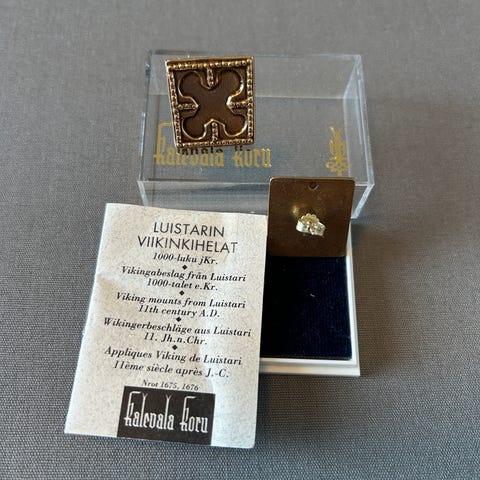 Kalevala Koru
LUISTARIN
VIIKINKIHELAT
1000-luku jKr.
Vikingabeslag från Luistari
1000-talet e.Kr.
Viking mounts from Luistari
11th century A.D.
Wikingerbeschläge aus Luistari
11. Jh.n.Chr.
Appliques Viking de Luistari
11ème siècle après J.-C.
Nrot 1675, 1676
Kalevala Koru